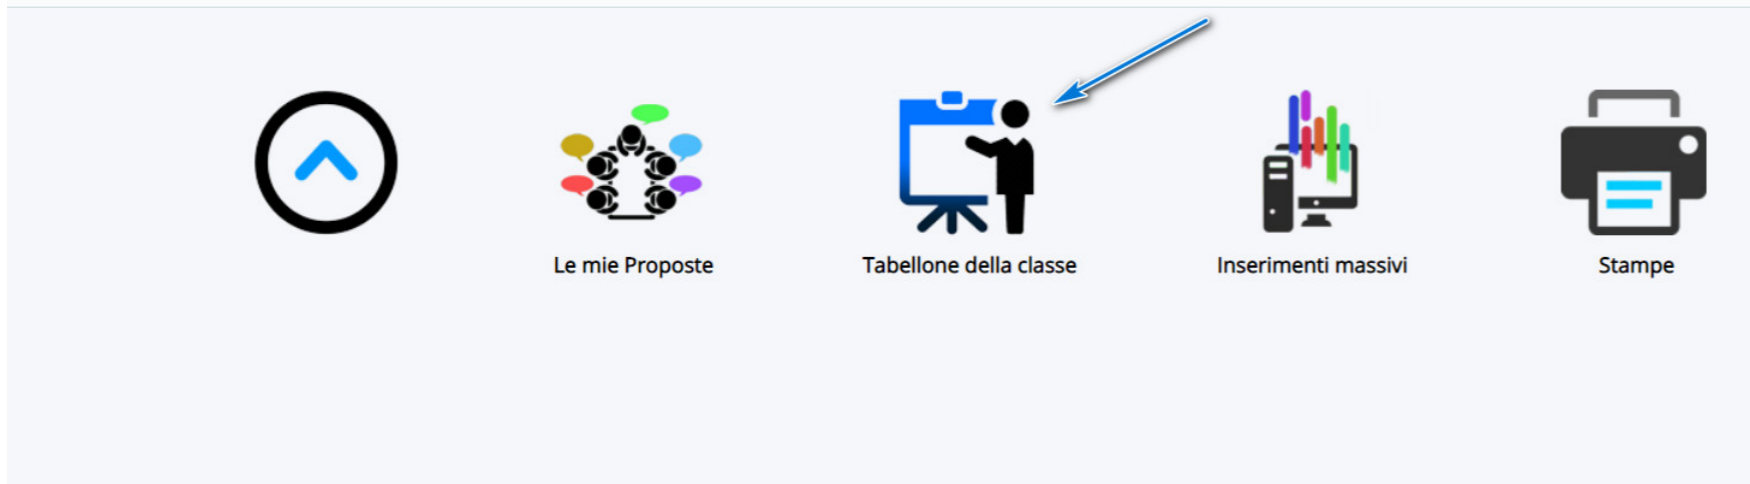 Le mie Proposte
Tabellone della classe
Inserimenti massivi
Stampe